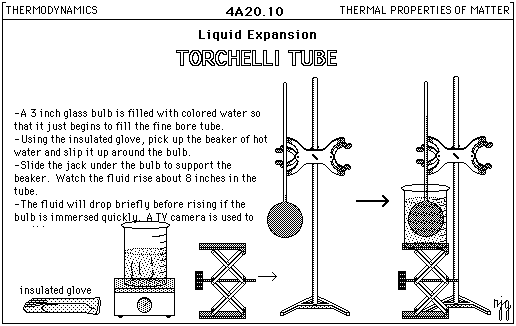 THERMODYNAMICS
4A20.10
THERMAL PROPERTIES OF MATTER
Liquid Expansion
TORCHELLI TUBE
-A 3 inch glass bulb is filled with colored water so
that it just begins to fill the fine bore tube.
-Using the insulated glove, pick up the beaker of hot
water and slip it up around the bulb.
-Slide the jack under the bulb to support the
beaker. Watch the fluid rise about 8 inches in the
tube.
-The fluid will drop briefly before rising if the
bulb is immersed quickly. A TV camera is used to
insulated glove
njg